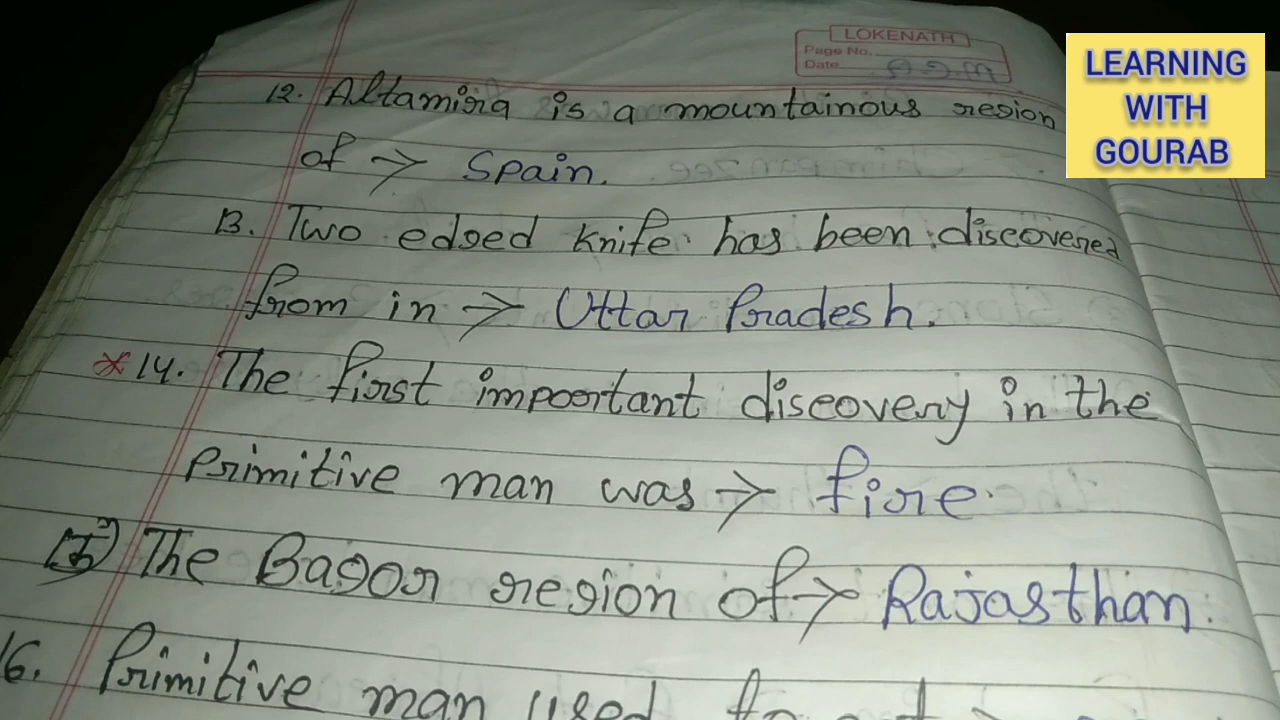 LOKENATH
Page No.
Date
LEARNING
WITH
GOURAB
12. Altamira is a mountainous region
of → Spain.
13. Two edged knife has been discovered
from in → Uttar Pradesh.
*14. The first impoortant discovery in the
Primitive man was → fire.
The Bagor region of → Rajasthan.
16. Primitive man used to